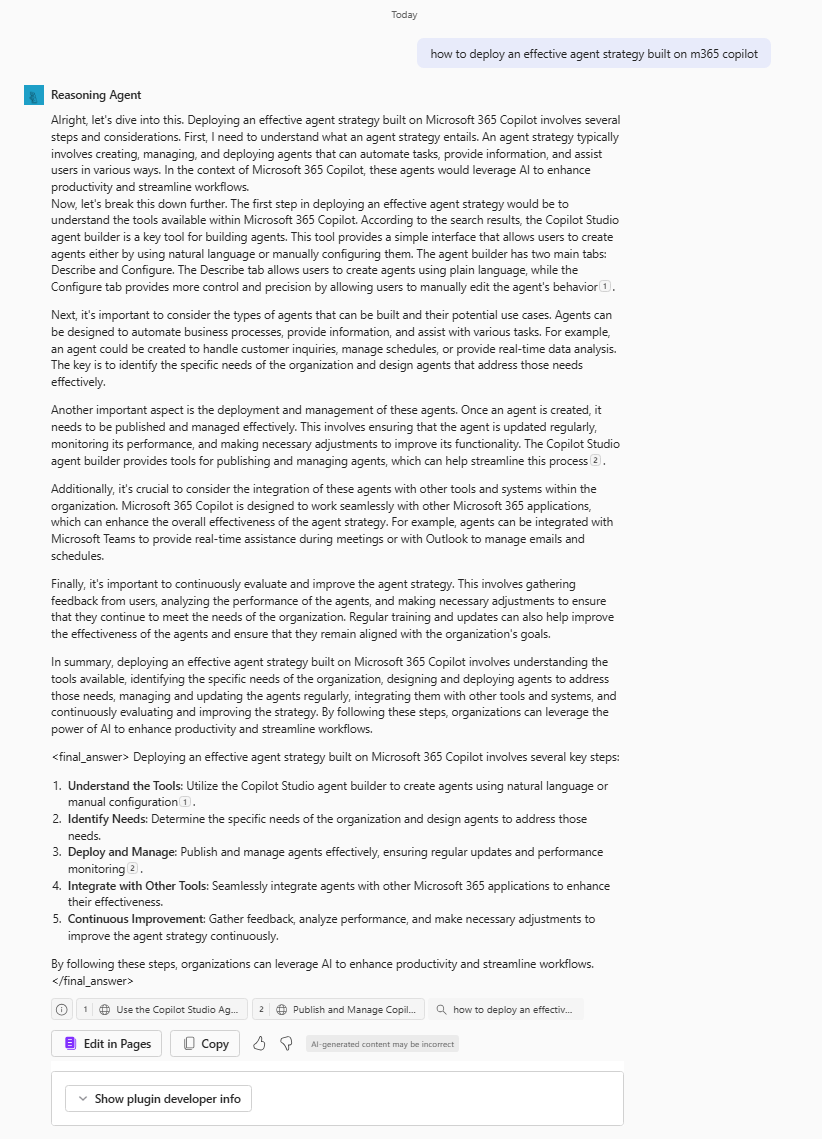 Today
how to deploy an effective agent strategy built on m365 copilot
Reasoning Agent
Alright, let's dive into this. Deploying an effective agent strategy built on Microsoft 365 Copilot involves several
steps and considerations. First, I need to understand what an agent strategy entails. An agent strategy typically
involves creating, managing, and deploying agents that can automate tasks, provide information, and assist
users in various ways. In the context of Microsoft 365 Copilot, these agents would leverage AI to enhance
productivity and streamline workflows.
Now, let's break this down further. The first step in deploying an effective agent strategy would be to
understand the tools available within Microsoft 365 Copilot. According to the search results, the Copilot Studio
agent builder is a key tool for building agents. This tool provides a simple interface that allows users to create
agents either by using natural language or manually configuring them. The agent builder has two main tabs:
Describe and Configure. The Describe tab allows users to create agents using plain language, while the
Configure tab provides more control and precision by allowing users to manually edit the agent's behavior 1 .
Next, it's important to consider the types of agents that can be built and their potential use cases. Agents can
be designed to automate business processes, provide information, and assist with various tasks. For example,
an agent could be created to handle customer inquiries, manage schedules, or provide real-time data analysis.
The key is to identify the specific needs of the organization and design agents that address those needs
effectively.
Another important aspect is the deployment and management of these agents. Once an agent is created, it
needs to be published and managed effectively. This involves ensuring that the agent is updated regularly,
monitoring its performance, and making necessary adjustments to improve its functionality. The Copilot Studio
agent builder provides tools for publishing and managing agents, which can help streamline this process 2 .
Additionally, it's crucial to consider the integration of these agents with other tools and systems within the
organization. Microsoft 365 Copilot is designed to work seamlessly with other Microsoft 365 applications,
which can enhance the overall effectiveness of the agent strategy. For example, agents can be integrated with
Microsoft Teams to provide real-time assistance during meetings or with Outlook to manage emails and
schedules.
Finally, it's important to continuously evaluate and improve the agent strategy. This involves gathering
feedback from users, analyzing the performance of the agents, and making necessary adjustments to ensure
that they continue to meet the needs of the organization. Regular training and updates can also help improve
the effectiveness of the agents and ensure that they remain aligned with the organization's goals.
In summary, deploying an effective agent strategy built on Microsoft 365 Copilot involves understanding the
tools available, identifying the specific needs of the organization, designing and deploying agents to address
those needs, managing and updating the agents regularly, integrating them with other tools and systems, and
continuously evaluating and improving the strategy. By following these steps, organizations can leverage the
power of AI to enhance productivity and streamline workflows.
<final_answer> Deploying an effective agent strategy built on Microsoft 365 Copilot involves several key steps:
1. Understand the Tools: Utilize the Copilot Studio agent builder to create agents using natural language or
manual configuration 1 .
2. Identify Needs: Determine the specific needs of the organization and design agents to address those
needs.
3. Deploy and Manage: Publish and manage agents effectively, ensuring regular updates and performance
monitoring 2 .
4. Integrate with Other Tools: Seamlessly integrate agents with other Microsoft 365 applications to enhance
their effectiveness.
5. Continuous Improvement: Gather feedback, analyze performance, and make necessary adjustments to
improve the agent strategy continuously.
By following these steps, organizations can leverage AI to enhance productivity and streamline workflows.
</final_answer>
1 Use the Copilot Studio Ag... 2 Publish and Manage Copil... how to deploy an effectiv...
Edit in Pages Copy AI-generated content may be incorrect
Show plugin developer info